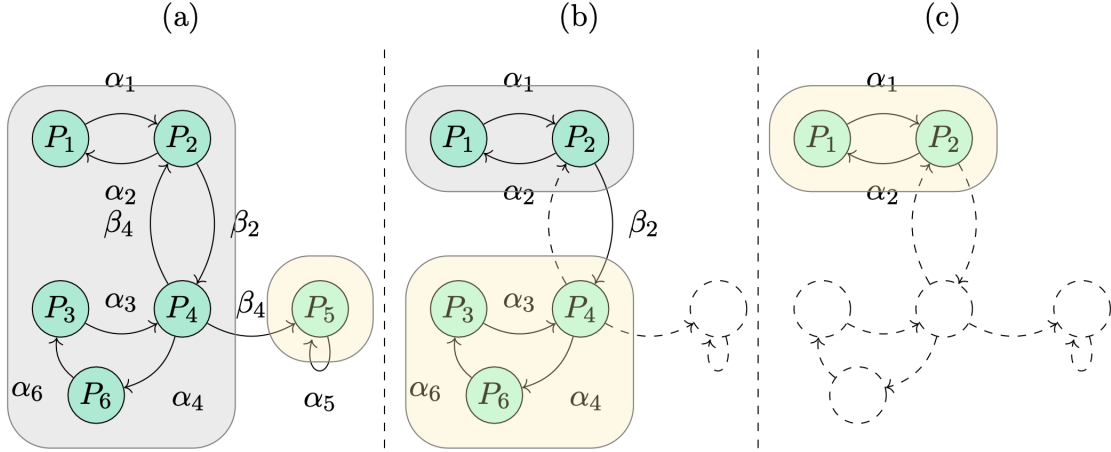 (a)
(b)
(c)
α₁
P₁
P₂
α₂
β₄
β₂
P₃
α₃
P₄
β₄
P₅
α₆
P₆
α₄
α₅
α₁
P₁
P₂
α₂
β₂
P₃
α₃
P₄
α₆
P₆
α₄
α₁
P₁
P₂
α₂